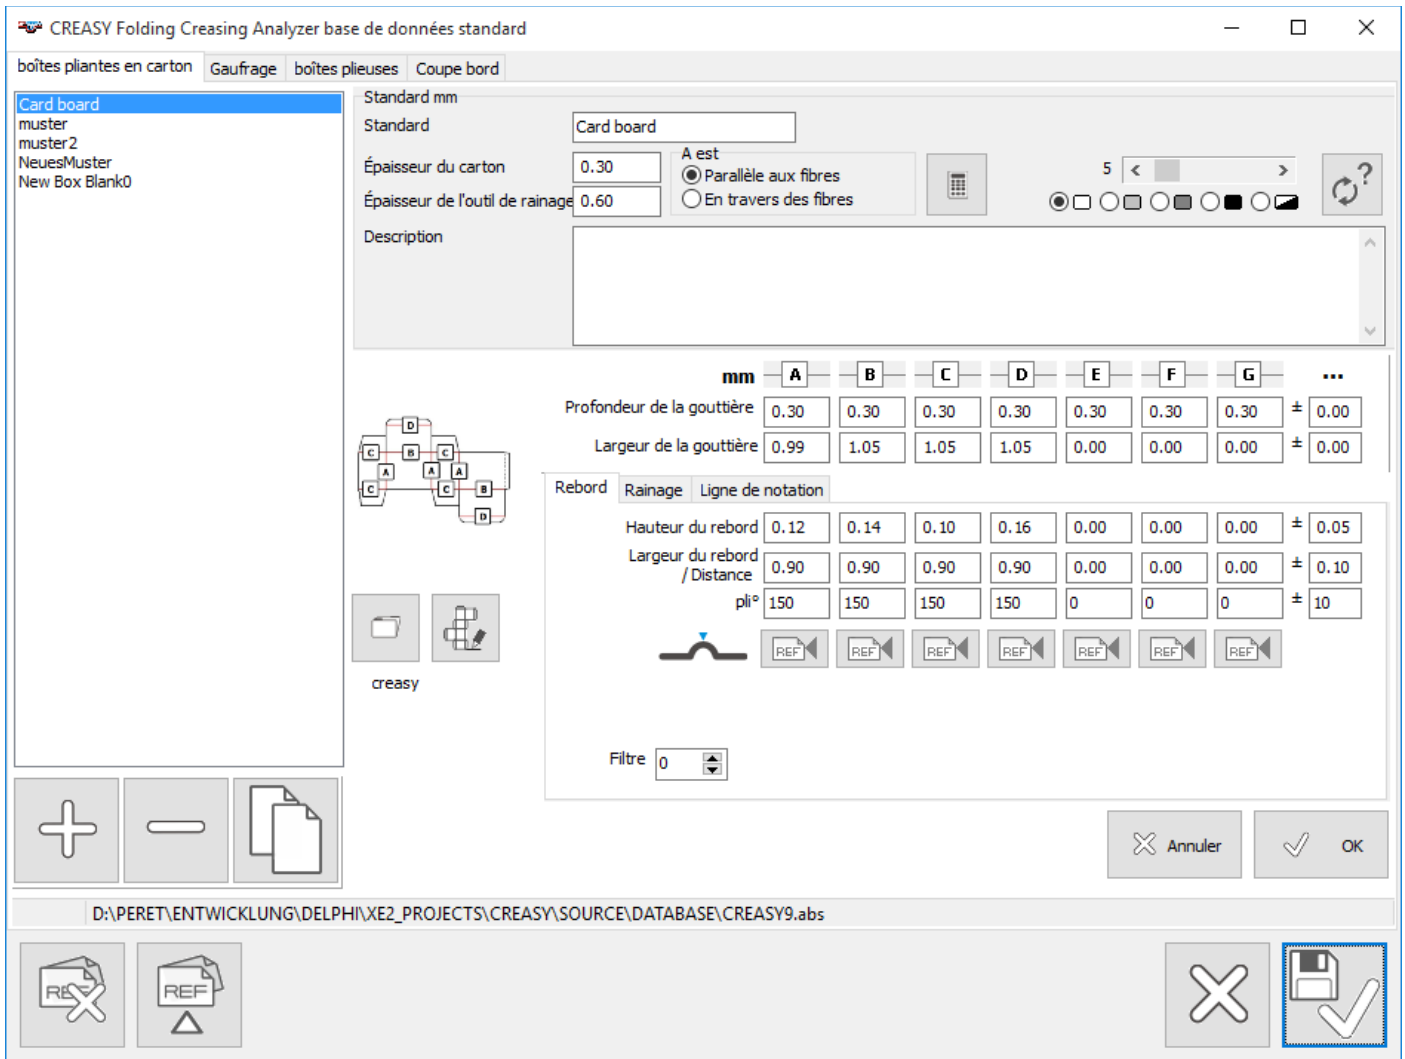 CREASY Folding Creasing Analyzer base de données standard
boîtes pliantes en carton Gaufrage boîtes plieuses Coupe bord
Card board
muster
muster2
NeuesMuster
New Box Blank0
Standard mm
Standard Card board
Épaisseur du carton 0.30
Épaisseur de l'outil de rainage 0.60
A est
Parallèle aux fibres
En travers des fibres
5
?
Description
mm A B C D E F G ...
Profondeur de la gouttière 0.30 0.30 0.30 0.30 0.30 0.30 0.30 ± 0.00
Largeur de la gouttière 0.99 1.05 1.05 1.05 0.00 0.00 0.00 ± 0.00
D
C B C
A A A
C C B
D
creasy
Rebord Rainage Ligne de notation
Hauteur du rebord 0.12 0.14 0.10 0.16 0.00 0.00 0.00 ± 0.05
Largeur du rebord
/ Distance 0.90 0.90 0.90 0.90 0.00 0.00 0.00 ± 0.10
pli° 150 150 150 150 0 0 0 ± 10
REF REF REF REF REF REF REF
Filtre 0
Annuler OK
D:\PERET\ENTWICKLUNG\DELPHI\XE2_PROJECTS\CREASY\SOURCE\DATABASE\CREASY9.abs
REF REF